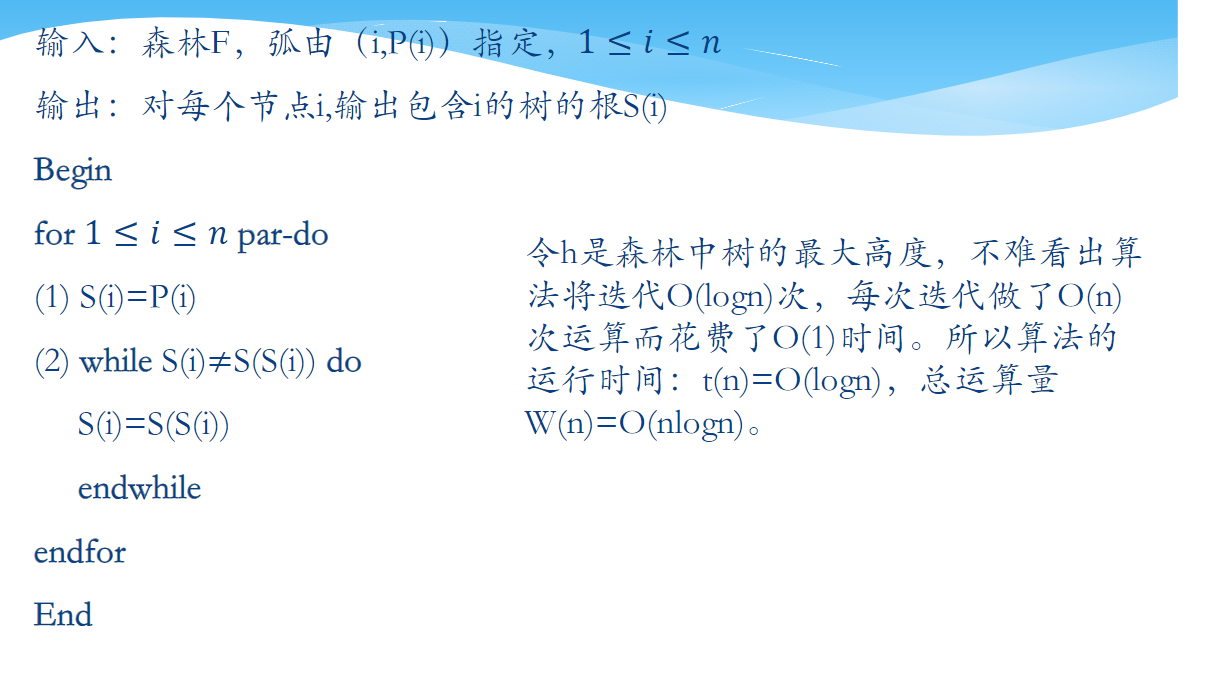 输入：森林F，弧由（i,P(i)）指定，1 ≤ i ≤ n
输出：对每个节点i,输出包含i的树的根S(i)
Begin
for 1 ≤ i ≤ n par-do
(1) S(i)=P(i)
(2) while S(i)≠S(S(i)) do
S(i)=S(S(i))
endwhile
endfor
End
令h是森林中树的最大高度，不难看出算
法将迭代O(logn)次，每次迭代做了O(n)
次运算而花费了O(1)时间。所以算法的
运行时间：t(n)=O(logn)，总运算量
W(n)=O(nlogn)。